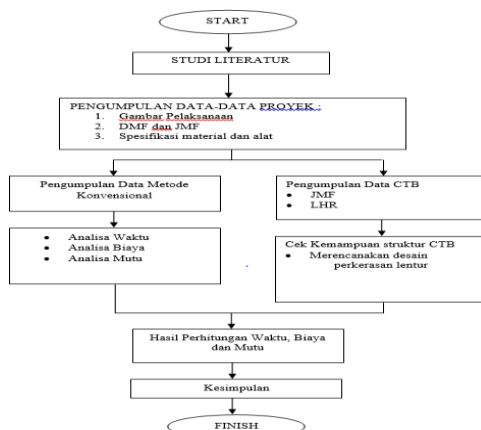 START
STUDI LITERATUR
PENGUMPULAN DATA-DATA PROYEK :
1. Gambar Pelaksanaan
2. DMF dan JMF
3. Spesifikasi material dan alat
Pengumpulan Data Metode
Konvensional
• Analisa Waktu
• Analisa Biaya
• Analisa Mutu
Pengumpulan Data CTB
• JMF
• LHR
Cek Kemampuan struktur CTB
• Merencanakan desain
perkerasan lentur
Hasil Perhitungan Waktu, Biaya
dan Mutu
Kesimpulan
FINISH